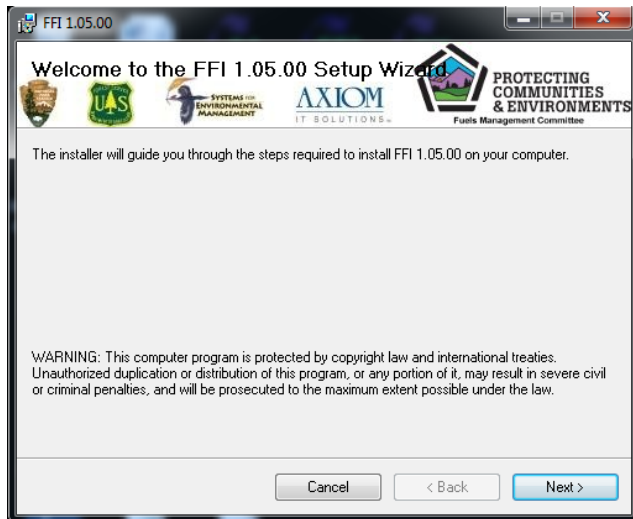 FFI 1.05.00
Welcome to the FFI 1.05.00 Setup Wizard
UAS
SYSTEMS FOR
ENVIRONMENTAL
MANAGEMENT
AXIOM
IT SOLUTIONS
PROTECTING
COMMUNITIES
& ENVIRONMENTS
Fuels Management Committee
The installer will guide you through the steps required to install FFI 1.05.00 on your computer.
WARNING: This computer program is protected by copyright law and international treaties.
Unauthorized duplication or distribution of this program, or any portion of it, may result in severe civil
or criminal penalties, and will be prosecuted to the maximum extent possible under the law.
Cancel
< Back
Next >